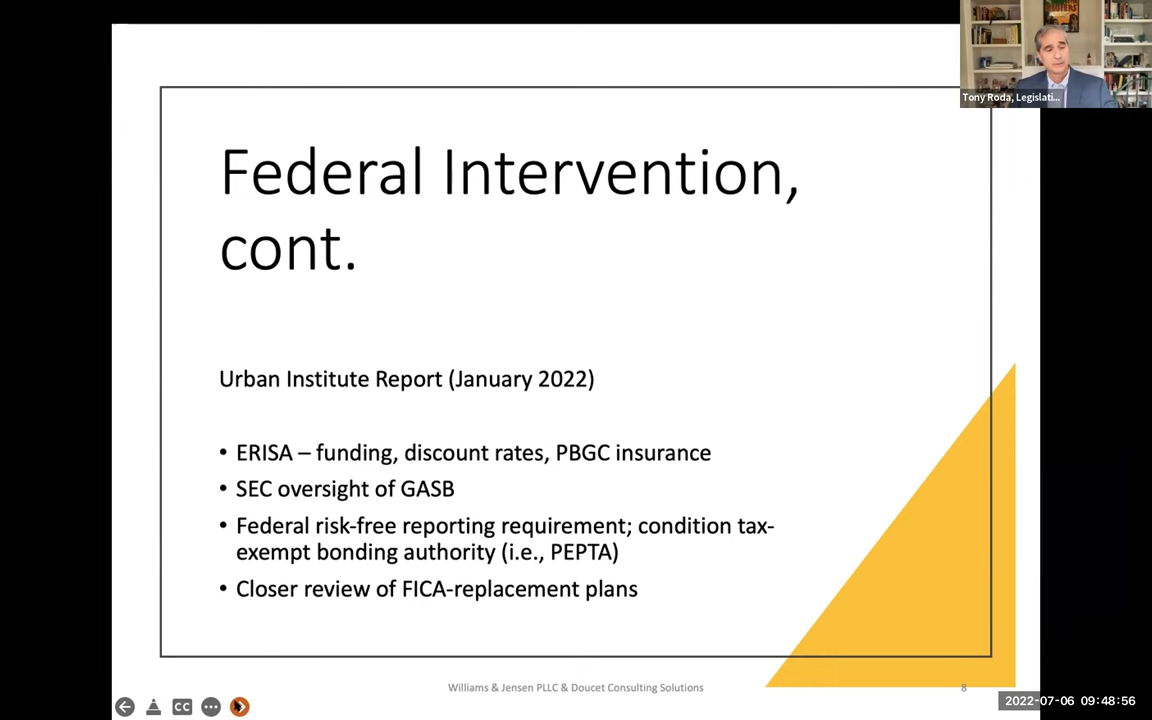 Tony Roda, Legislati...
Federal Intervention,
cont.
Urban Institute Report (January 2022)
• ERISA – funding, discount rates, PBGC insurance
• SEC oversight of GASB
• Federal risk-free reporting requirement; condition tax-
exempt bonding authority (i.e., PEPTA)
• Closer review of FICA-replacement plans
Williams & Jensen PLLC & Doucet Consulting Solutions
8
CC
2022-07-06 09:48:56